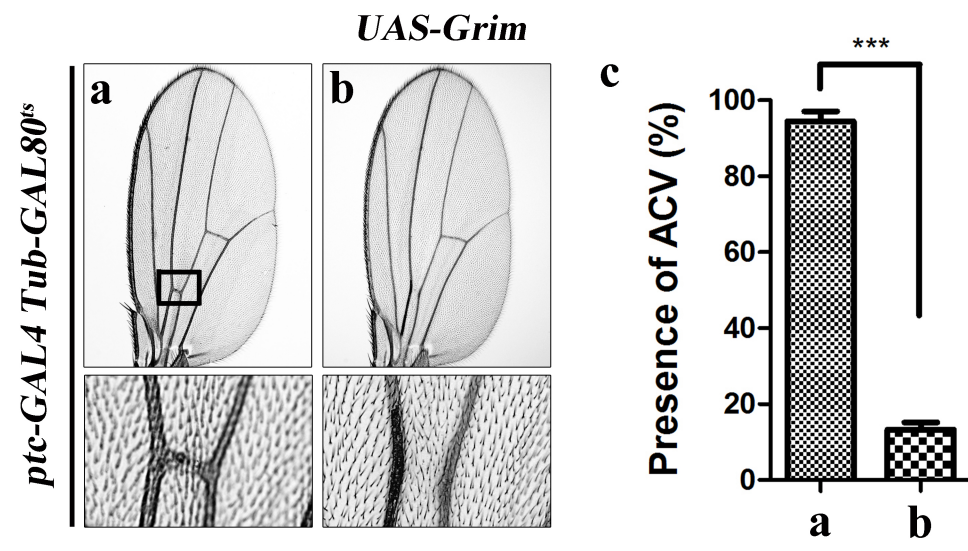 UAS-Grim
ptc-GAL4 Tub-GAL80ts
a
b
c
***
Presence of ACV (%)
100
80
60
40
20
0
a
b